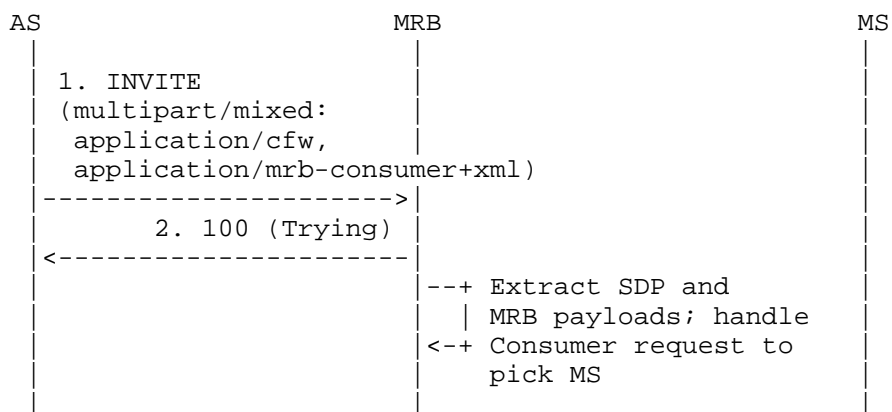 AS MRB MS
1. INVITE
(multipart/mixed:
application/cfw,
application/mrb-consumer+xml)
2. 100 (Trying)
Extract SDP and
MRB payloads; handle
Consumer request to
pick MS